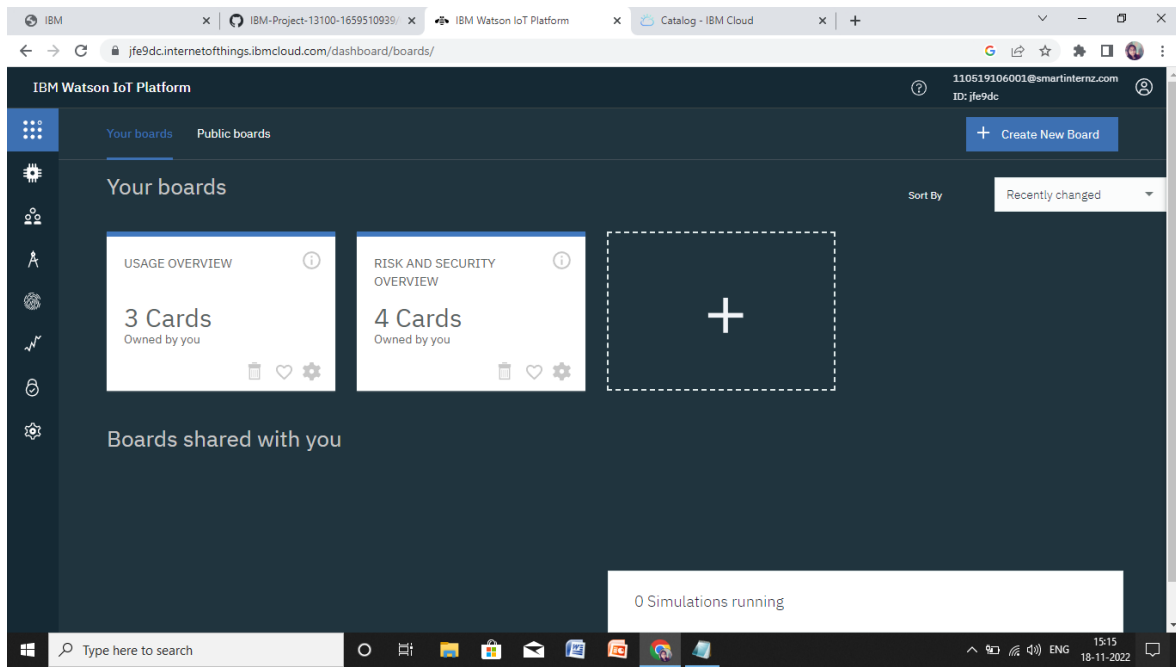 IBM
IBM-Project-13100-1659510939/
IBM Watson IoT Platform
Catalog - IBM Cloud
jfe9dc.internetofthings.ibmcloud.com/dashboard/boards/
IBM Watson IoT Platform
110519106001@smartinternz.com
ID: jfe9dc
Your boards
Public boards
Create New Board
Your boards
Sort By
Recently changed
USAGE OVERVIEW
3 Cards
Owned by you
RISK AND SECURITY
OVERVIEW
4 Cards
Owned by you
Boards shared with you
0 Simulations running
Type here to search
ENG
15:15
18-11-2022